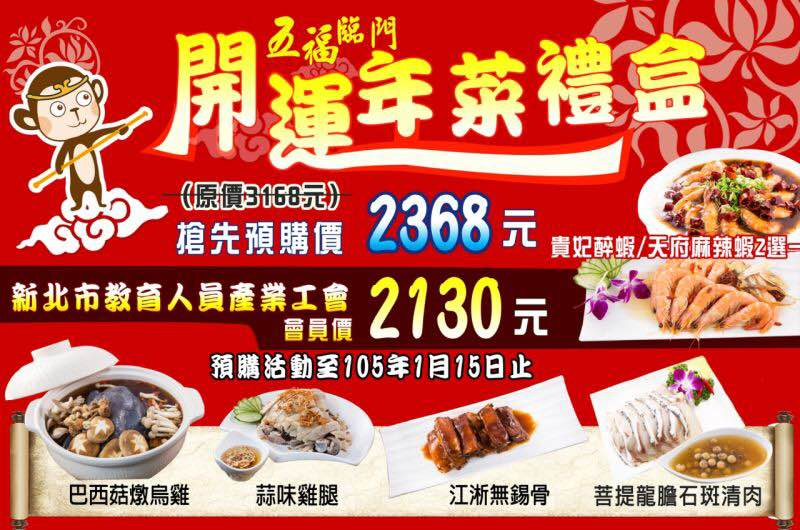 五福臨門
開運年菜禮盒
(原價3168元)
搶先預購價 2368元
貴妃醉蝦/天府麻辣蝦2選一
新北市教育人員產業工會
會員價 2130元
預購活動至105年1月15日止
巴西菇燉烏雞
蒜味雞腿
江浙無錫骨
菩提龍膽石斑清肉